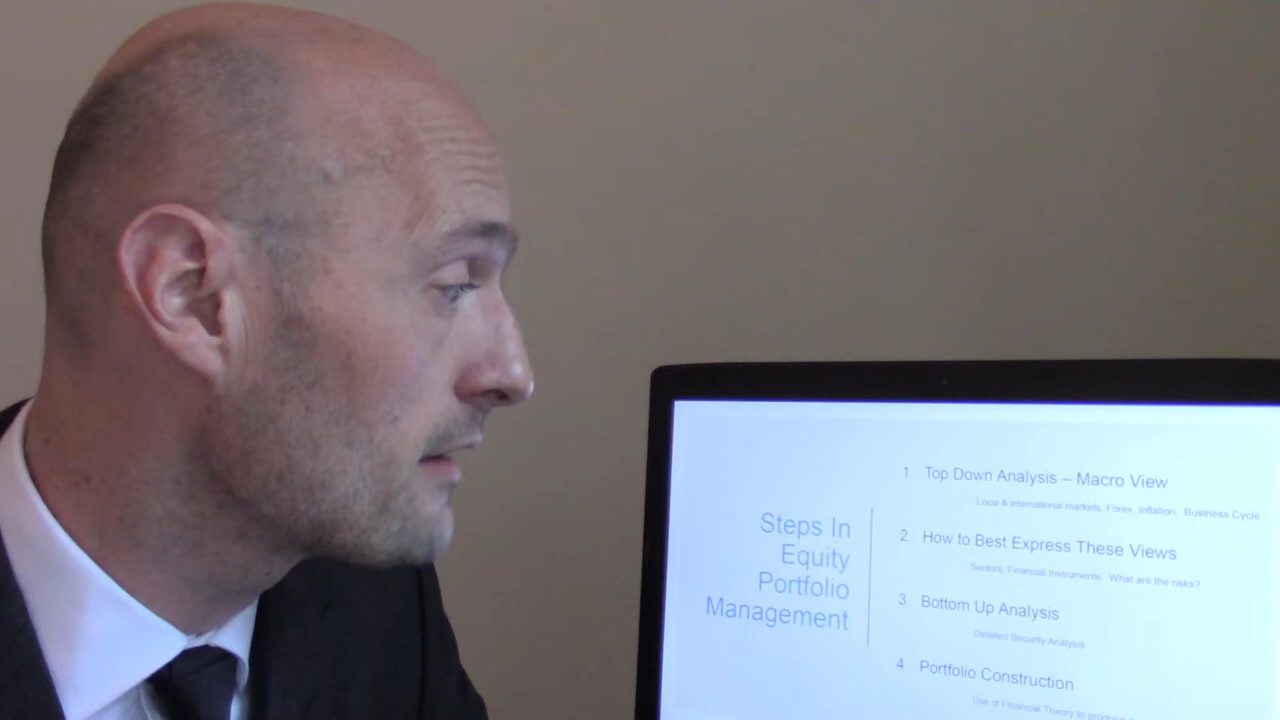 Steps In
Equity
Portfolio
Management
1. Top Down Analysis – Macro View
Local & international markets. Forex, Inflation, Business Cycle
2. How to Best Express These Views
Sectors, Financial Instruments. What are the risks?
3. Bottom Up Analysis
Detailed Security Analysis
4 Portfolio Construction
Use of Financial Theory to produce